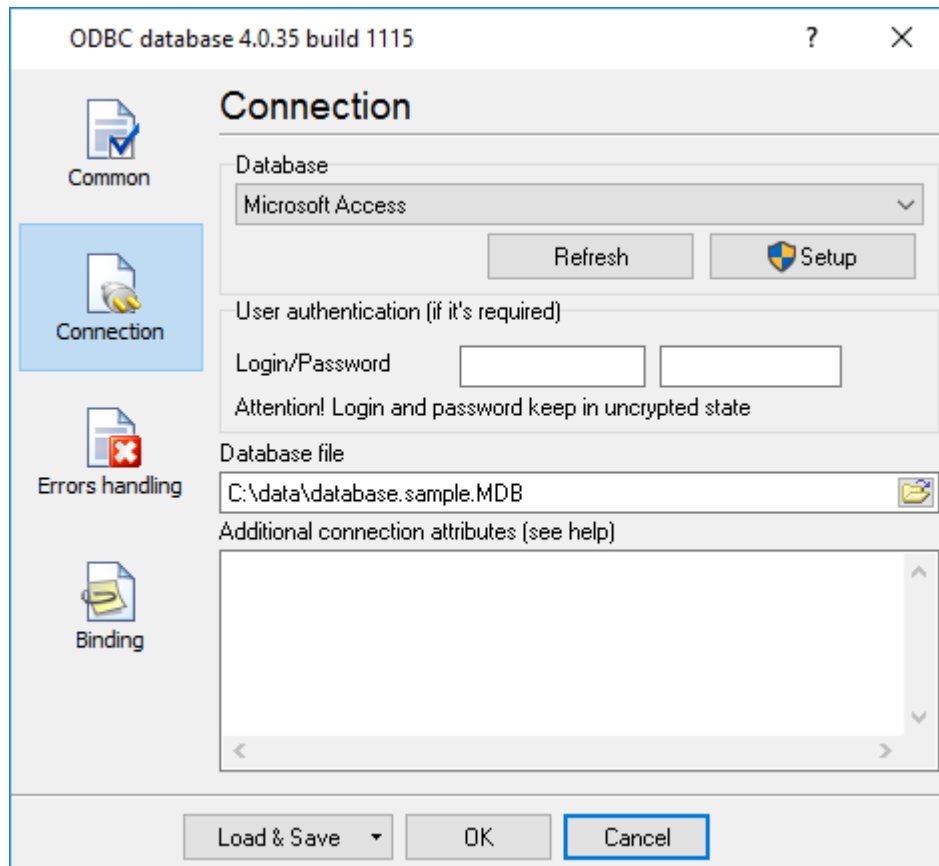 ODBC database 4.0.35 build 1115
?
Common
Connection
Errors handling
Binding
Connection
Database
Microsoft Access
Refresh
Setup
User authentication (if it's required)
Login/Password
Attention! Login and password keep in uncrypted state
Database file
C:\data\database.sample.MDB
Additional connection attributes (see help)
Load & Save
OK
Cancel